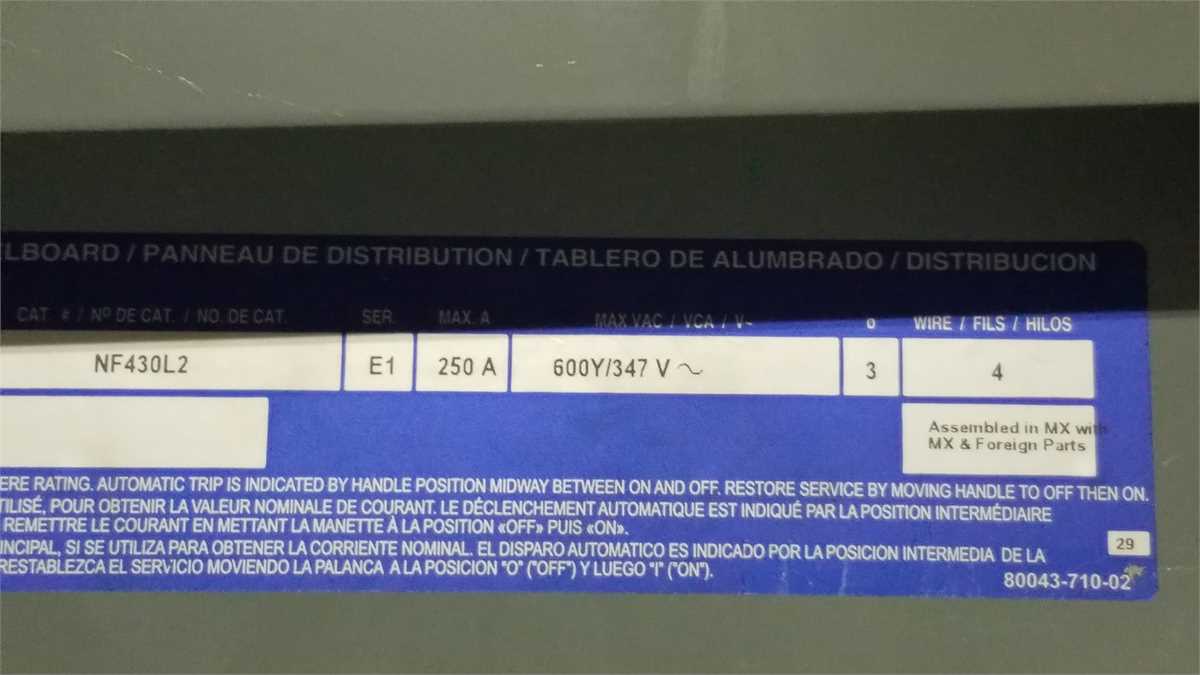 ELBOARD / PANNEAU DE DISTRIBUTION / TABLERO DE ALUMBRADO / DISTRIBUCION
CAT. # / Nº DE CAT. / NO. DE CAT. SER. MAX. A MAX VAC / VCA / V~ WIRE / FILS / HILOS
NF430L2 E1 250 A 600Y/347 V ~ 3 4
Assembled in MX with
MX & Foreign Parts
ERE RATING. AUTOMATIC TRIP IS INDICATED BY HANDLE POSITION MIDWAY BETWEEN ON AND OFF. RESTORE SERVICE BY MOVING HANDLE TO OFF THEN ON.
TILISÉ, POUR OBTENIR LA VALEUR NOMINALE DE COURANT. LE DÉCLENCHEMENT AUTOMATIQUE EST INDIQUÉ PAR LA POSITION INTERMÉDIAIRE
REMETTRE LE COURANT EN METTANT LA MANETTE À LA POSITION «OFF» PUIS «ON».
INCIPAL, SI SE UTILIZA PARA OBTENER LA CORRIENTE NOMINAL. EL DISPARO AUTOMATICO ES INDICADO POR LA POSICIÓN INTERMEDIA DE LA
RESTABLEZCA EL SERVICIO MOVIENDO LA PALANCA A LA POSICIÓN "O" ("OFF") Y LUEGO "I" ("ON").
29
80043-710-02